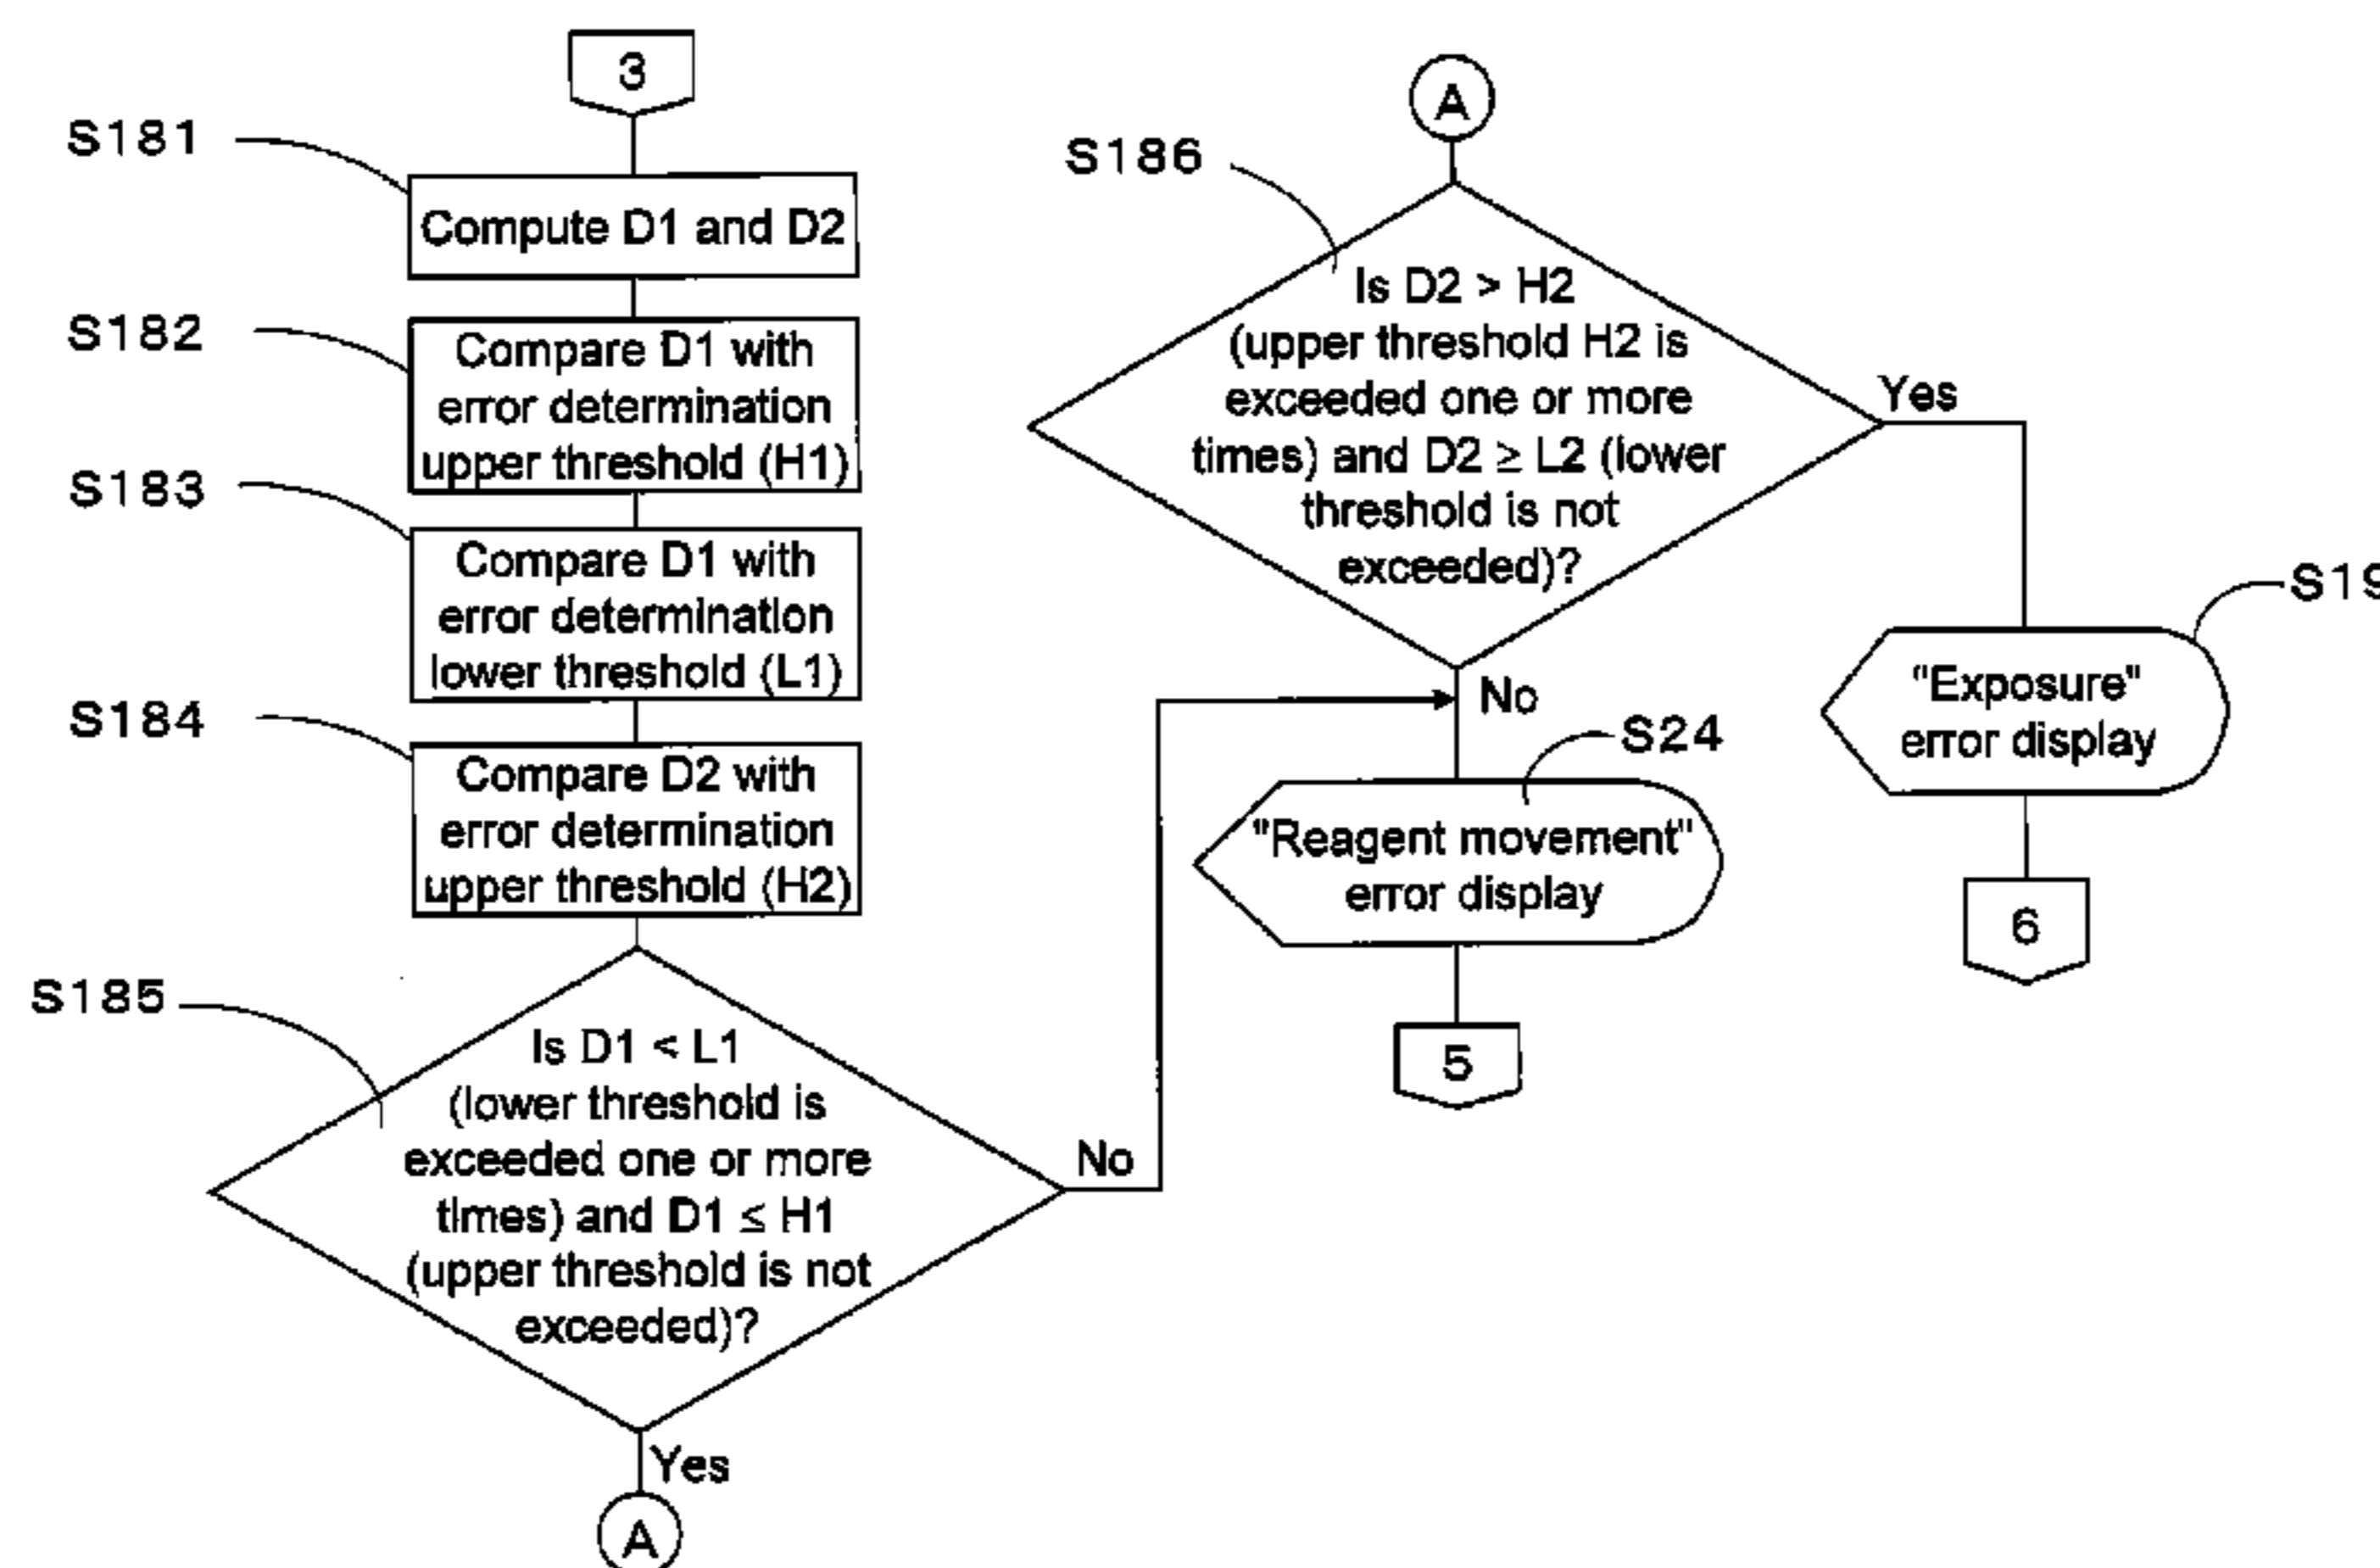 3
S181
Compute D1 and D2
S182
Compare D1 with
error determination
upper threshold (H1)
S183
Compare D1 with
error determination
lower threshold (L1)
S184
Compare D2 with
error determination
upper threshold (H2)
S185
Is D1 < L1
(lower threshold is
exceeded one or more
times) and D1 ≤ H1
(upper threshold is not
exceeded)?
No
Yes
A
A
S186
Is D2 > H2
(upper threshold H2 is
exceeded one or more
times) and D2 ≥ L2 (lower
threshold is not
exceeded)?
Yes
No
S19
"Exposure"
error display
6
S24
"Reagent movement"
error display
5